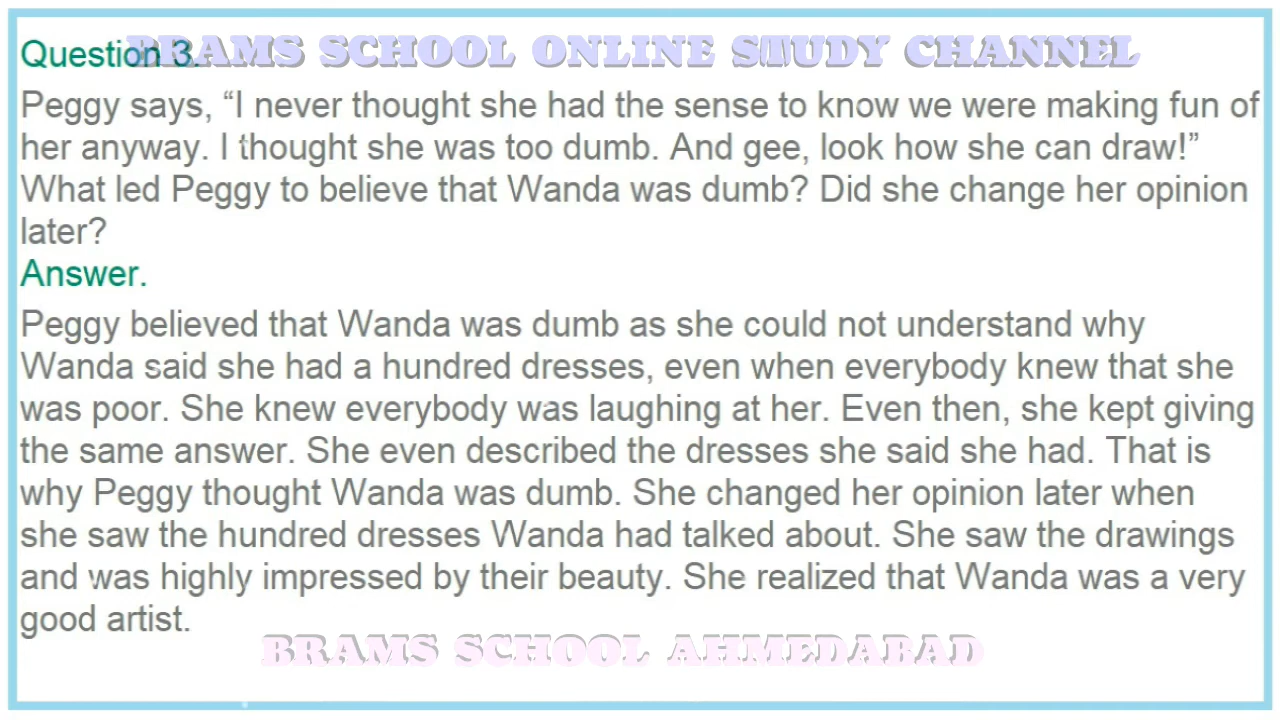 Question 3.
BRAMS SCHOOL ONLINE STUDY CHANNEL
Peggy says, “I never thought she had the sense to know we were making fun of
her anyway. I thought she was too dumb. And gee, look how she can draw!”
What led Peggy to believe that Wanda was dumb? Did she change her opinion
later?
Answer.
Peggy believed that Wanda was dumb as she could not understand why
Wanda said she had a hundred dresses, even when everybody knew that she
was poor. She knew everybody was laughing at her. Even then, she kept giving
the same answer. She even described the dresses she said she had. That is
why Peggy thought Wanda was dumb. She changed her opinion later when
she saw the hundred dresses Wanda had talked about. She saw the drawings
and was highly impressed by their beauty. She realized that Wanda was a very
good artist.
BRAMS SCHOOL AHMEDABAD